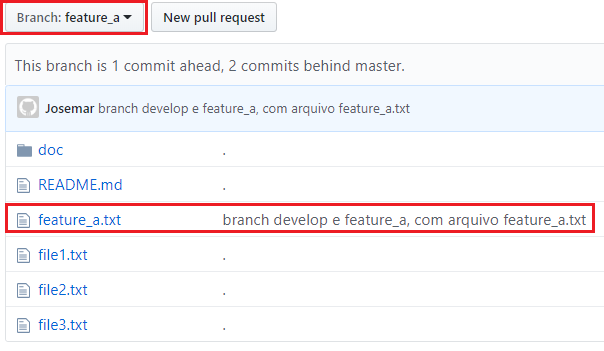 Branch: feature_a New pull request
This branch is 1 commit ahead, 2 commits behind master.
Josemar branch develop e feature_a, com arquivo feature_a.txt
doc .
README.md .
feature_a.txt branch develop e feature_a, com arquivo feature_a.txt
file1.txt .
file2.txt .
file3.txt .